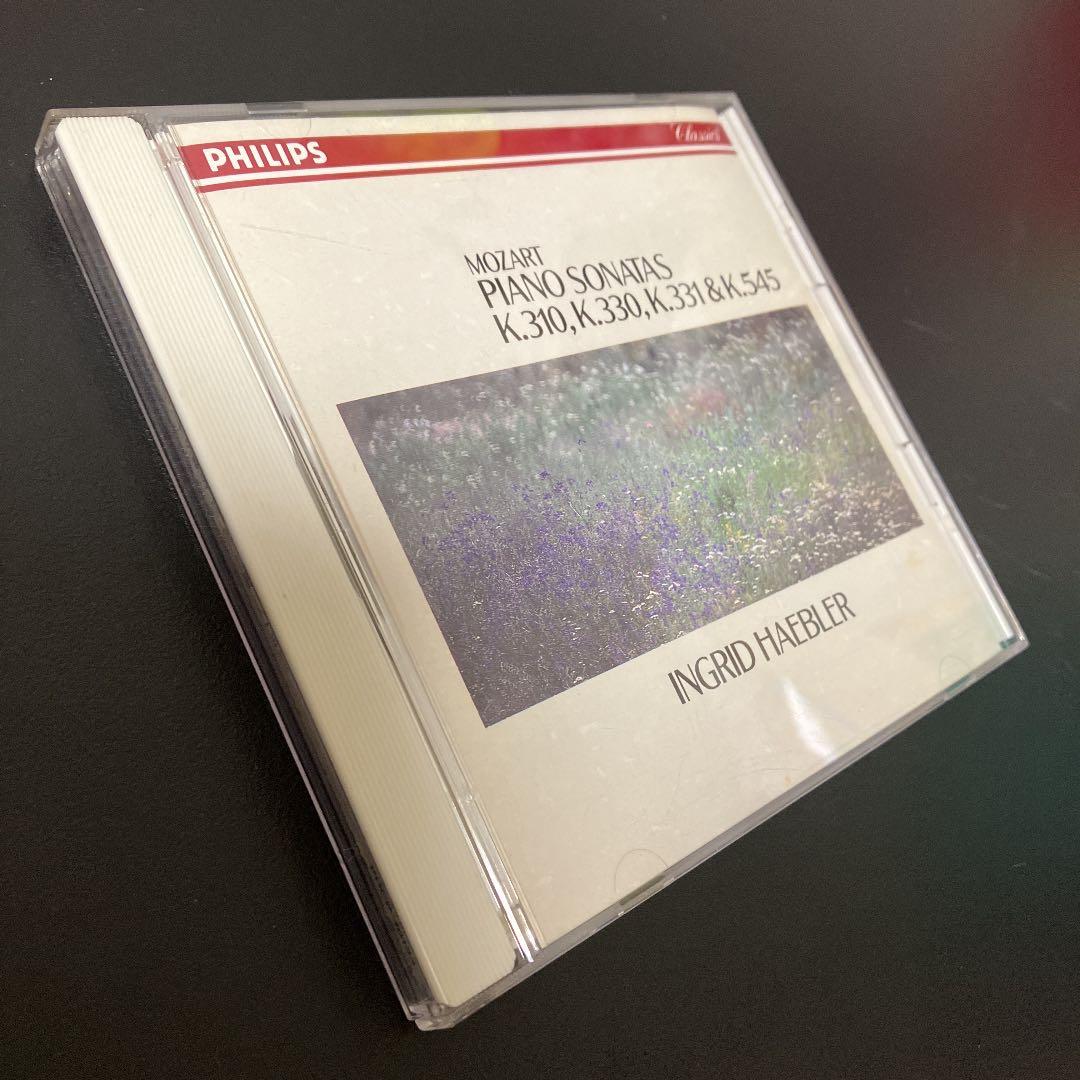 PHILIPS
Classics
MOZART
PIANO SONATAS
K.310, K.330, K.331 & K.545
INGRID HAEBLER